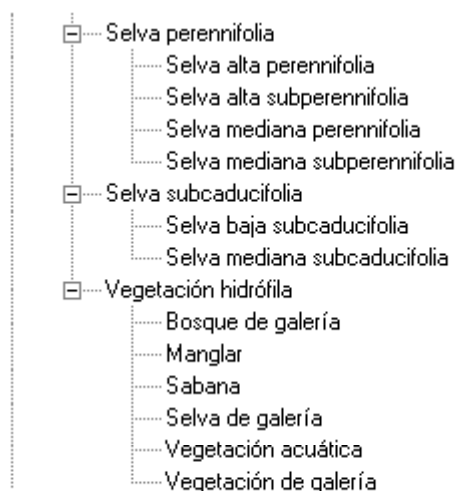 Selva perennifolia
Selva alta perennifolia
Selva alta subperennifolia
Selva mediana perennifolia
Selva mediana subperennifolia
Selva subcaducifolia
Selva baja subcaducifolia
Selva mediana subcaducifolia
Vegetación hidrófila
Bosque de galería
Manglar
Sabana
Selva de galería
Vegetación acuática
Vegetación de galería